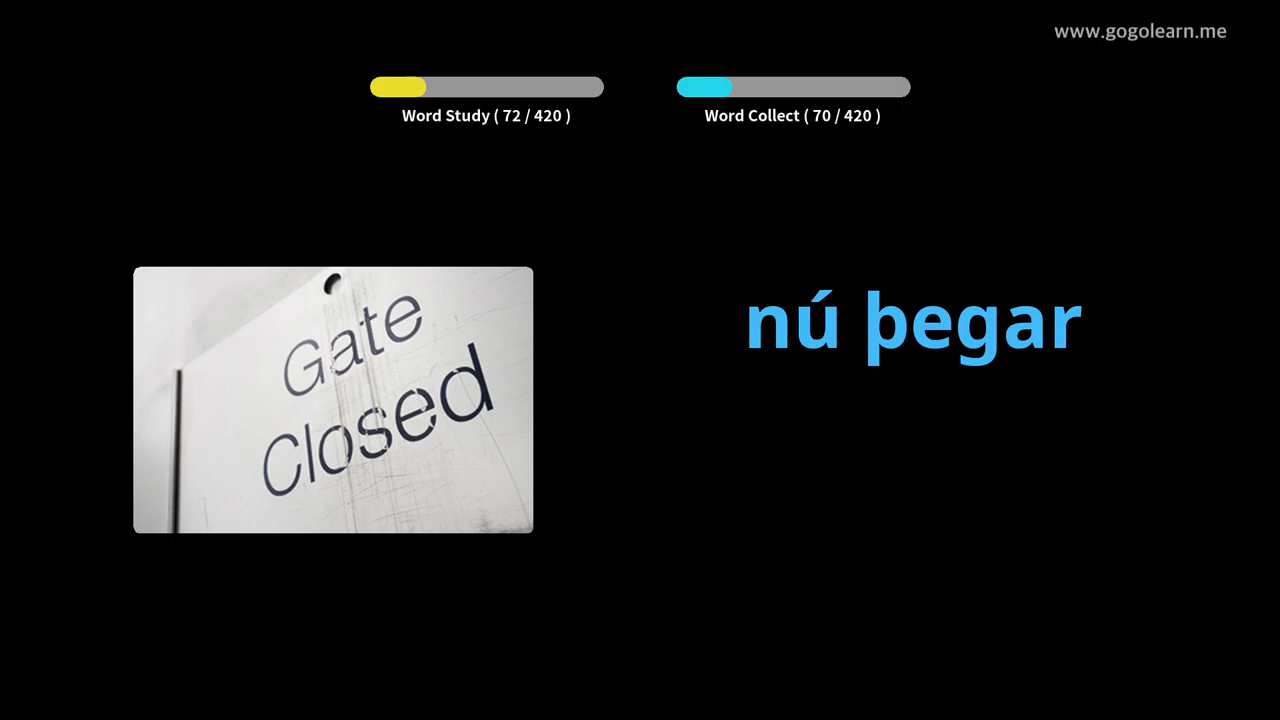 www.gogolearn.me
Word Study ( 72 / 420 )
Word Collect ( 70 / 420 )
Gate
Closed
nú þegar